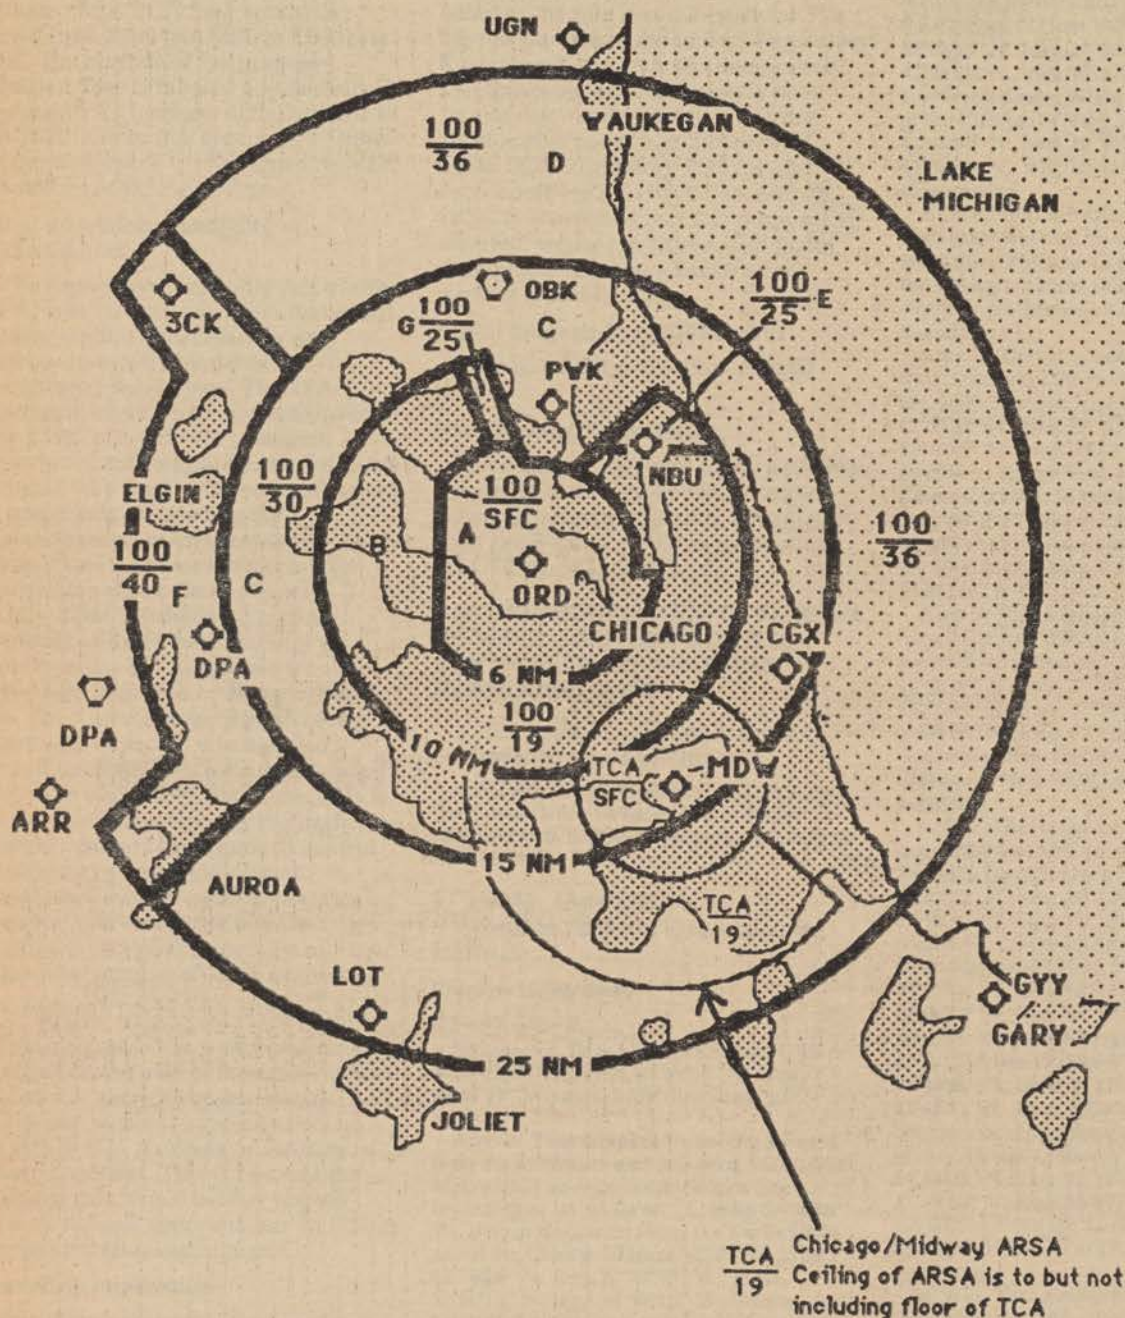 UGN
WAUKEGAN
100
36
D
LAKE
MICHIGAN
3CK
OBK
G 100
25
C
100
25 E
PWK
ELGIN
100
30
100
SFC
NBU
A
B
100
36
100
40 F
C
ORD
DPA
CHICAGO
CGX
6 NM
DPA
100
19
10 NM
TCA
SFC
-MDW
ARR
15 NM
AUROA
TCA
19
LOT
GYY
GARY
25 NM
JOLIET
TCA
19
Chicago/Midway ARSA
Ceiling of ARSA is to but not
including floor of TCA